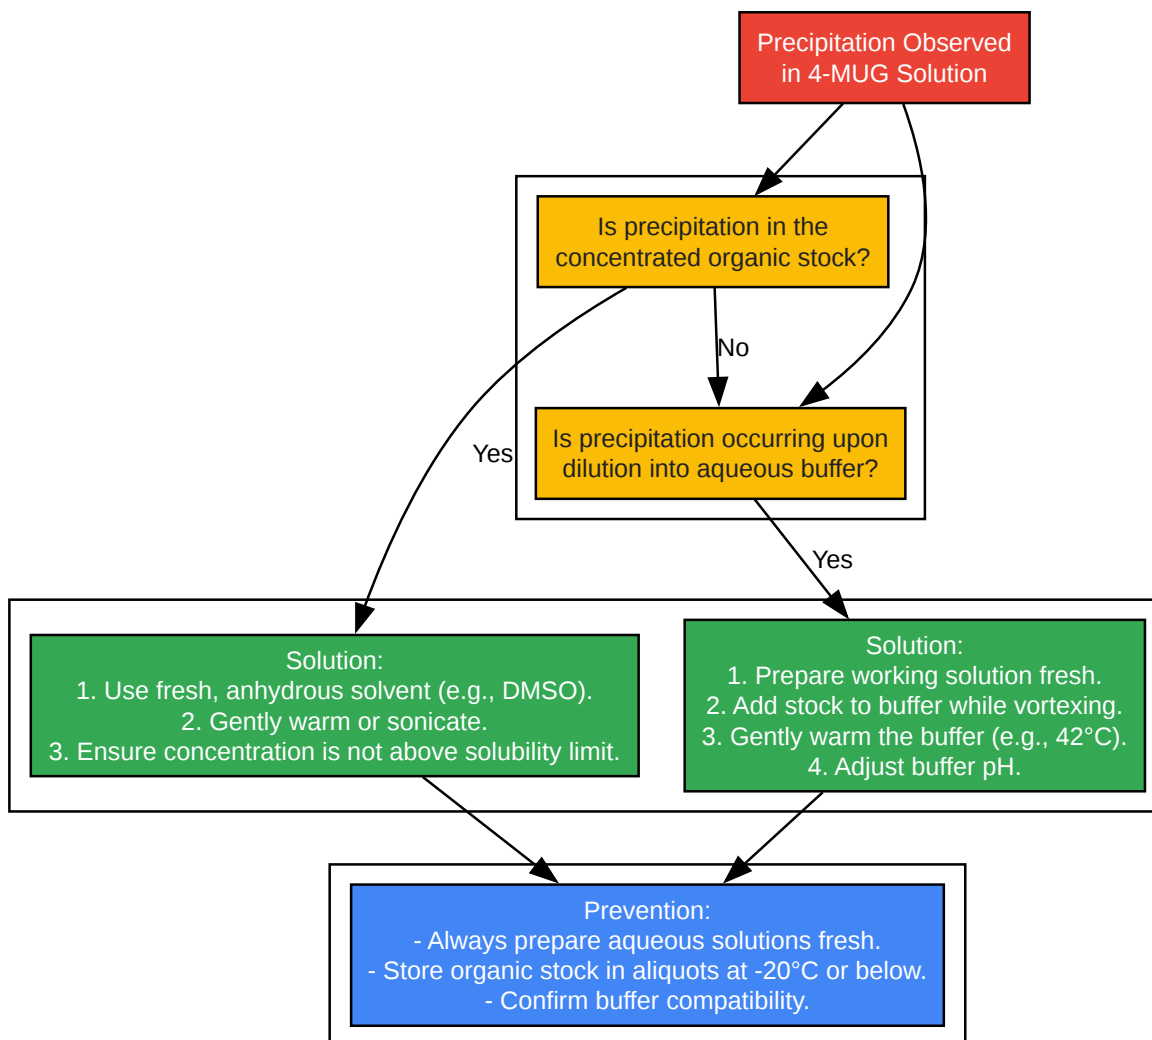 Precipitation Observed
in 4-MUG Solution
Is precipitation in the
concentrated organic stock?
No
Is precipitation occurring upon
dilution into aqueous buffer?
Yes
Yes
Solution:
1. Use fresh, anhydrous solvent (e.g., DMSO).
2. Gently warm or sonicate.
3. Ensure concentration is not above solubility limit.
Solution:
1. Prepare working solution fresh.
2. Add stock to buffer while vortexing.
3. Gently warm the buffer (e.g., 42°C).
4. Adjust buffer pH.
Prevention:
- Always prepare aqueous solutions fresh.
- Store organic stock in aliquots at -20°C or below.
- Confirm buffer compatibility.